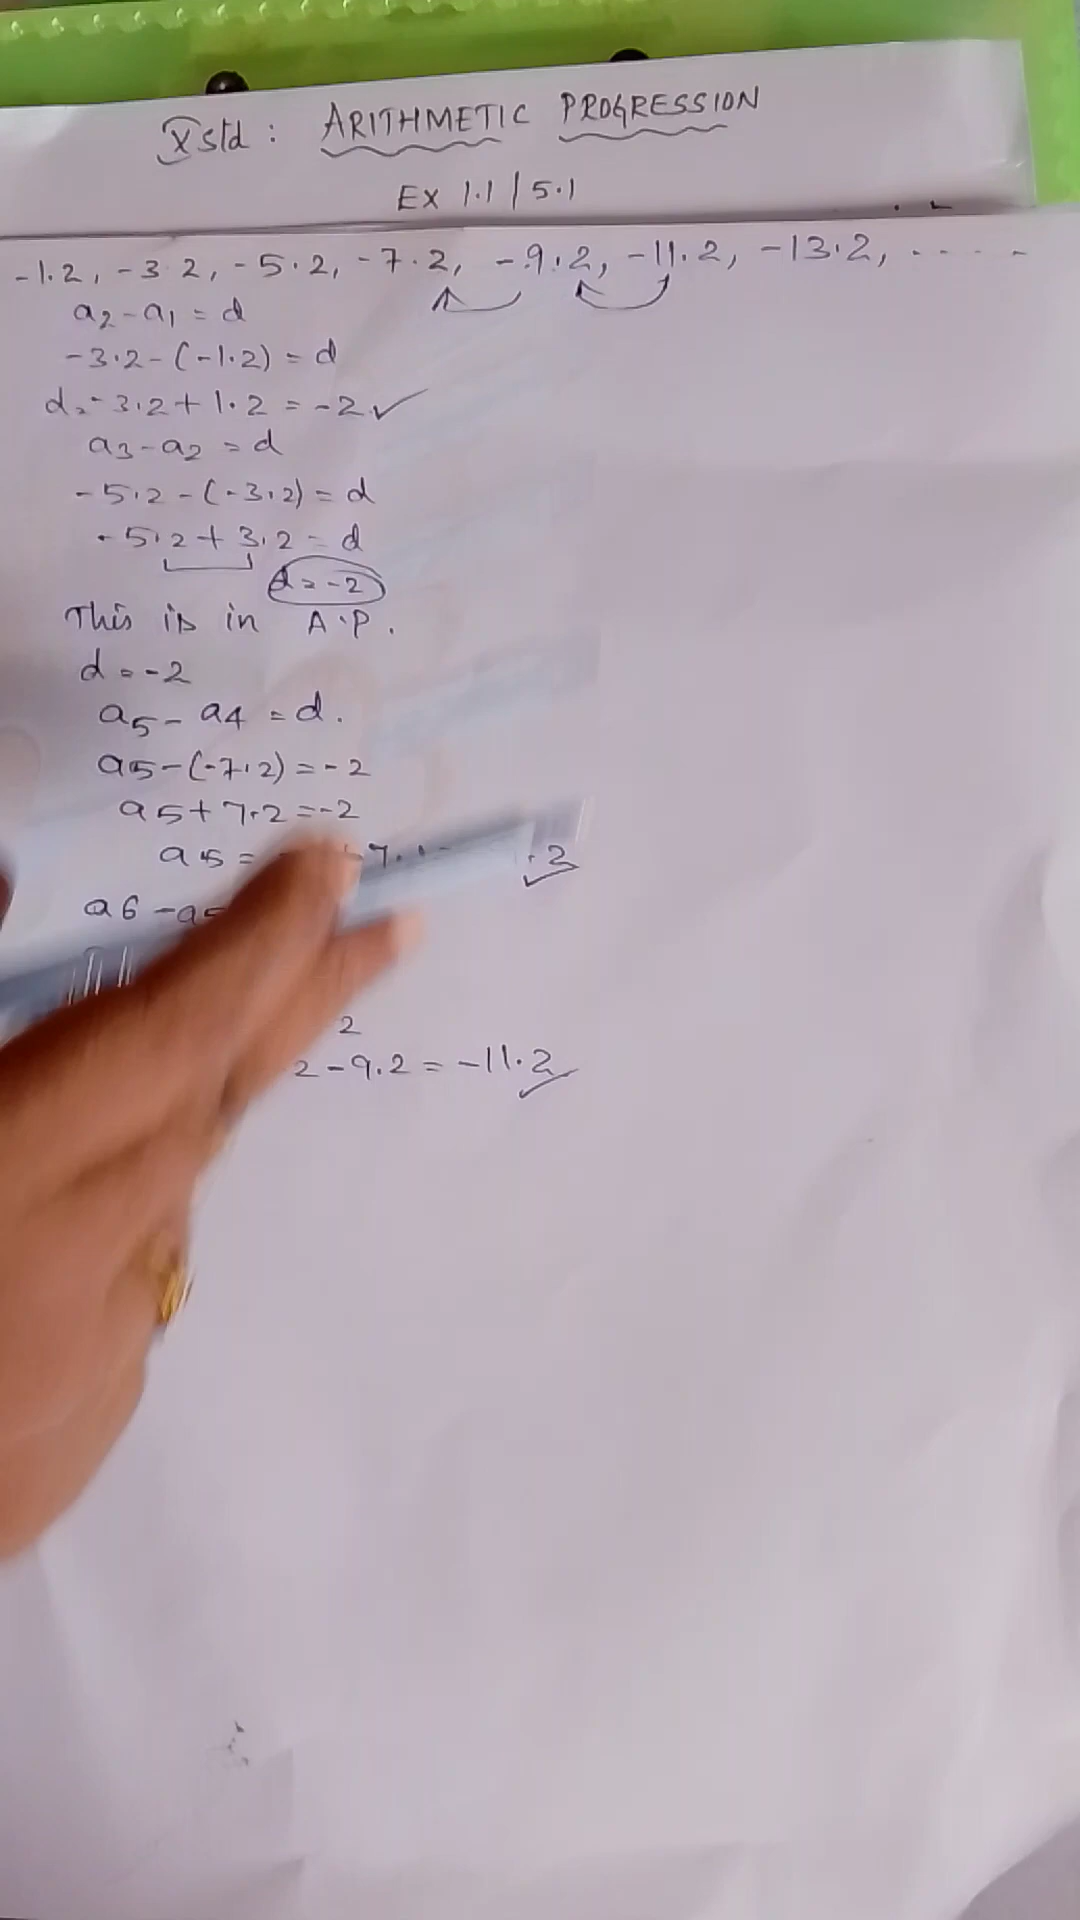 X std : ARITHMETIC PROGRESSION
Ex 1.1 / 5.1
-1.2, -3.2, -5.2, -7.2, -9.2, -11.2, -13.2, .....
a2 - a1 = d
-3.2 - (-1.2) = d
d = -3.2 + 1.2 = -2 ✓
a3 - a2 = d
-5.2 - (-3.2) = d
-5.2 + 3.2 = d
d = -2
This is in A.P.
d = -2
a5 - a4 = d.
a5 - (-7.2) = -2
a5 + 7.2 = -2
a5 =
a6 - a5
2
2 - 9.2 = -11.2